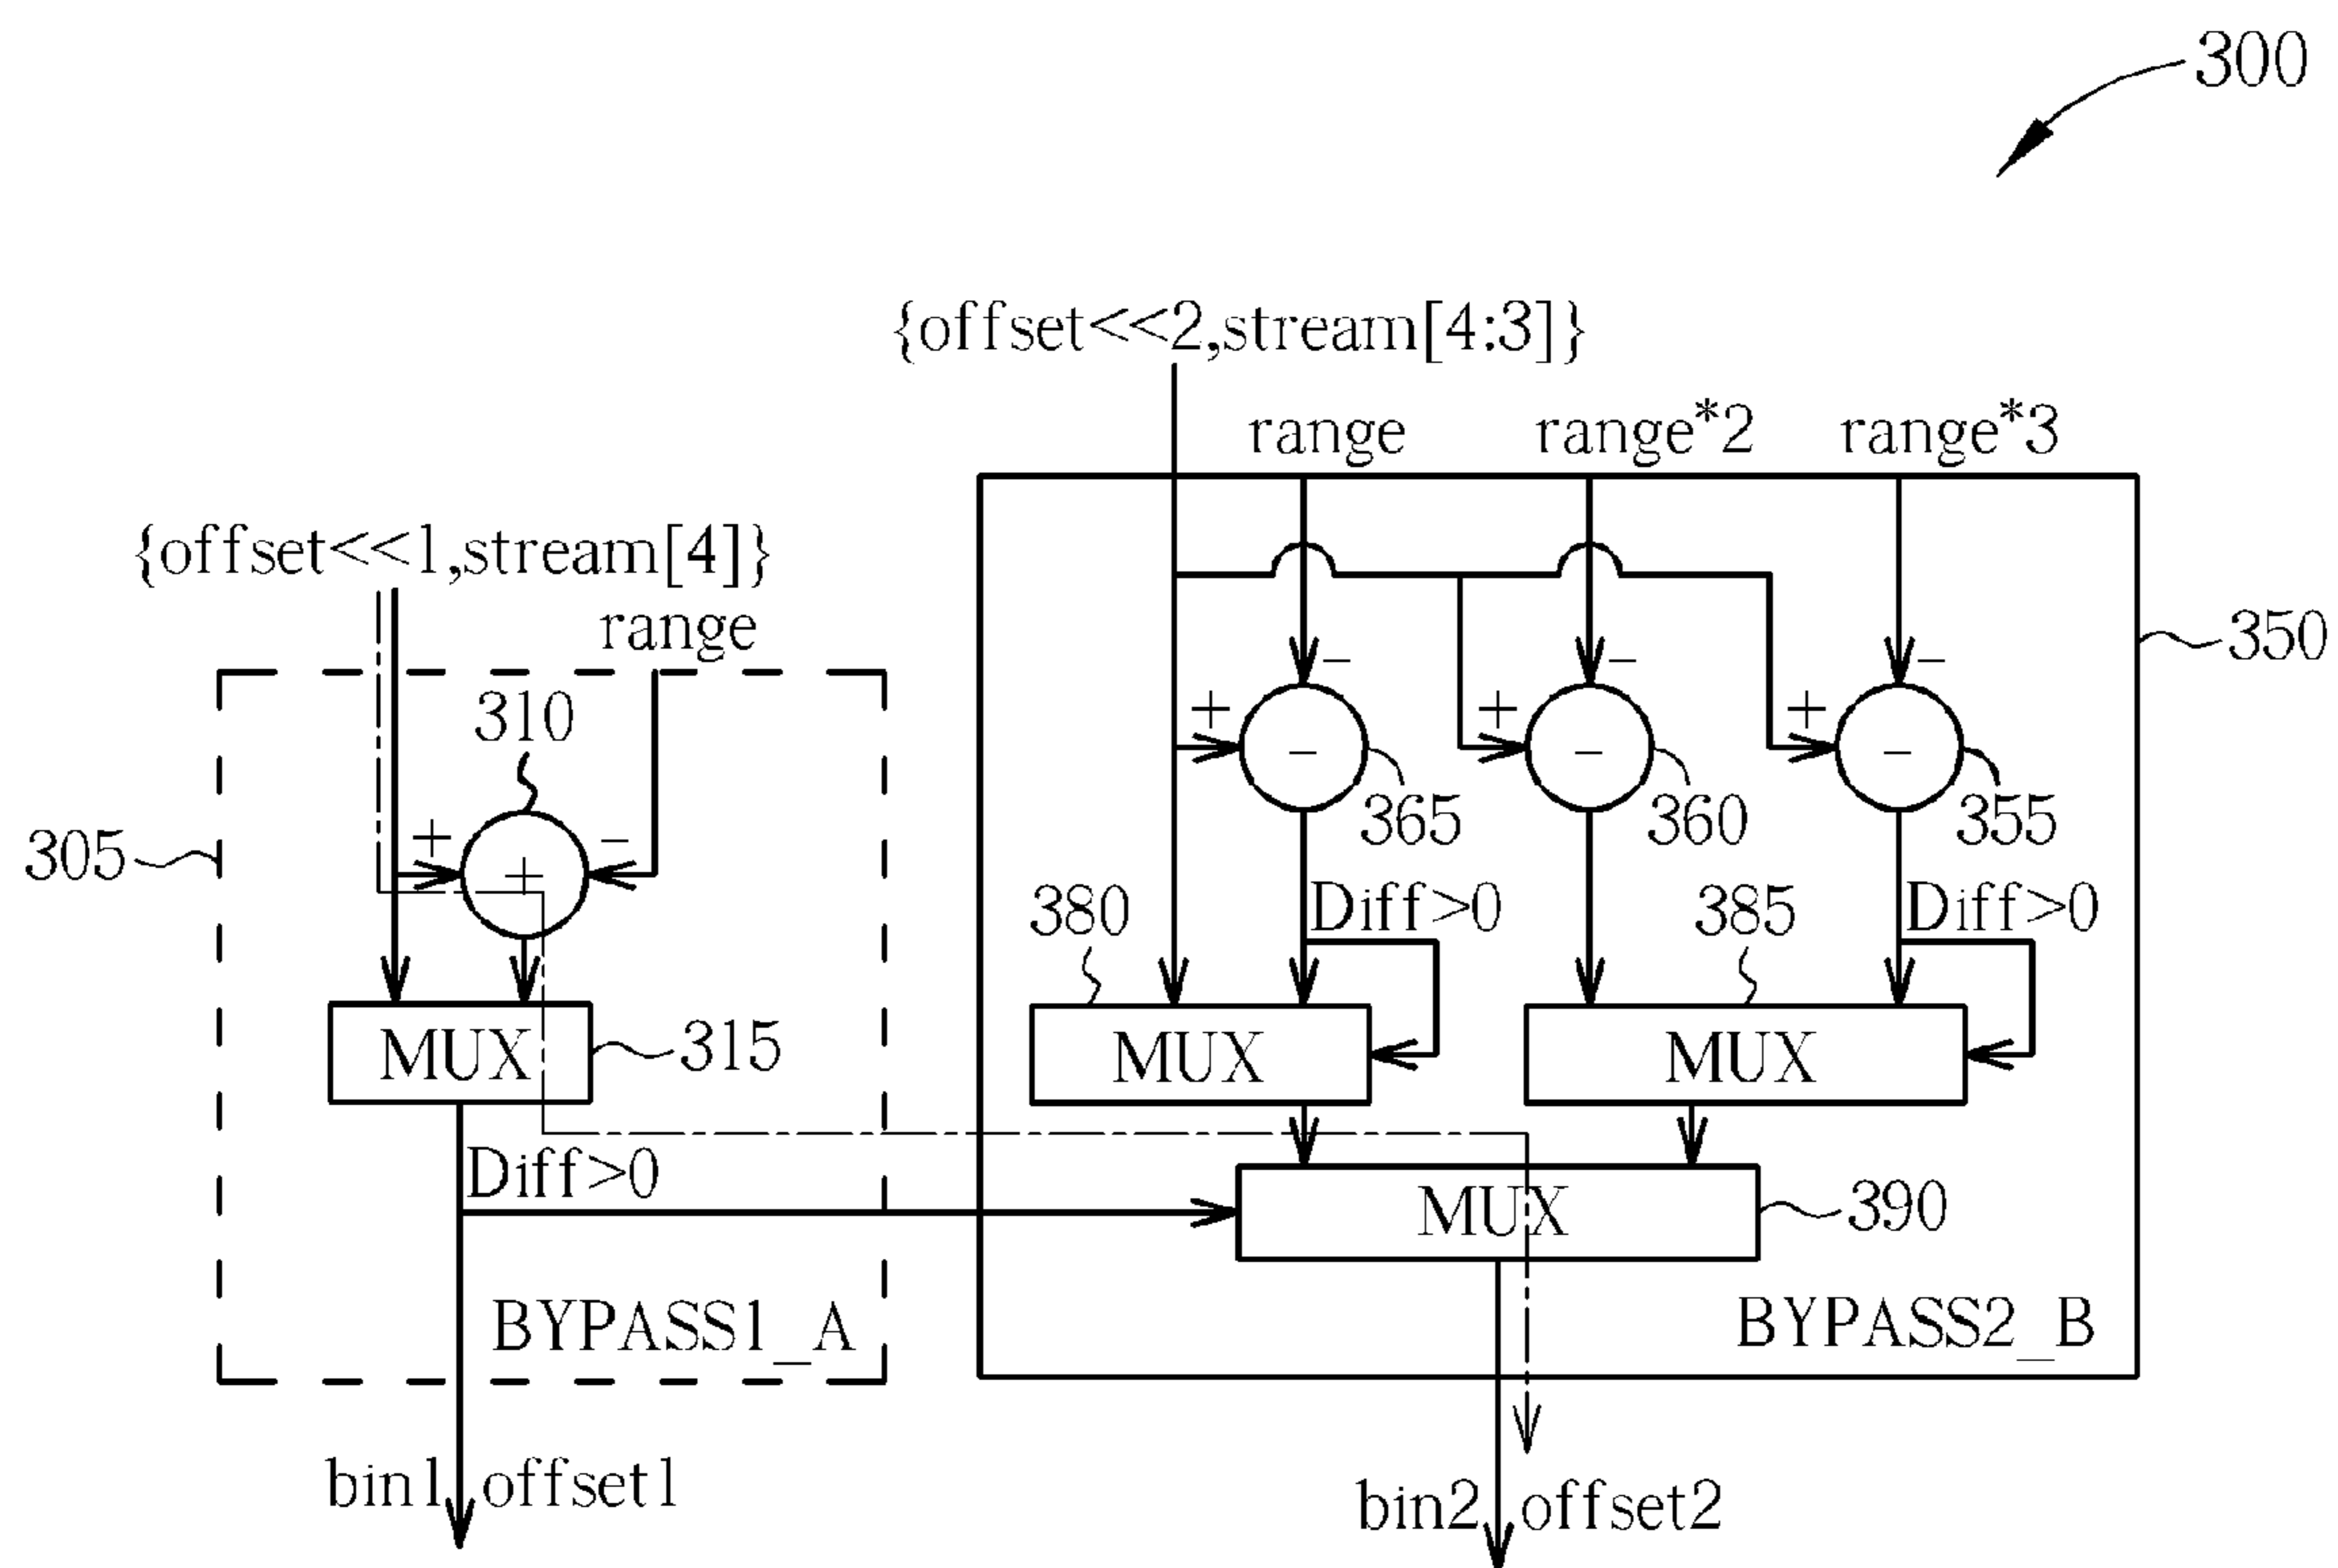 300
{offset<<2,stream[4:3]}
range range*2 range*3
{offset<<1,stream[4]}
range
350
310
+ - + - + -
- - -
305
+ -
+
365 360 355
380 Diff>0 385 Diff>0
MUX 315 MUX MUX
Diff>0
MUX 390
BYPASS1_A BYPASS2_B
bin1 offset1 bin2 offset2